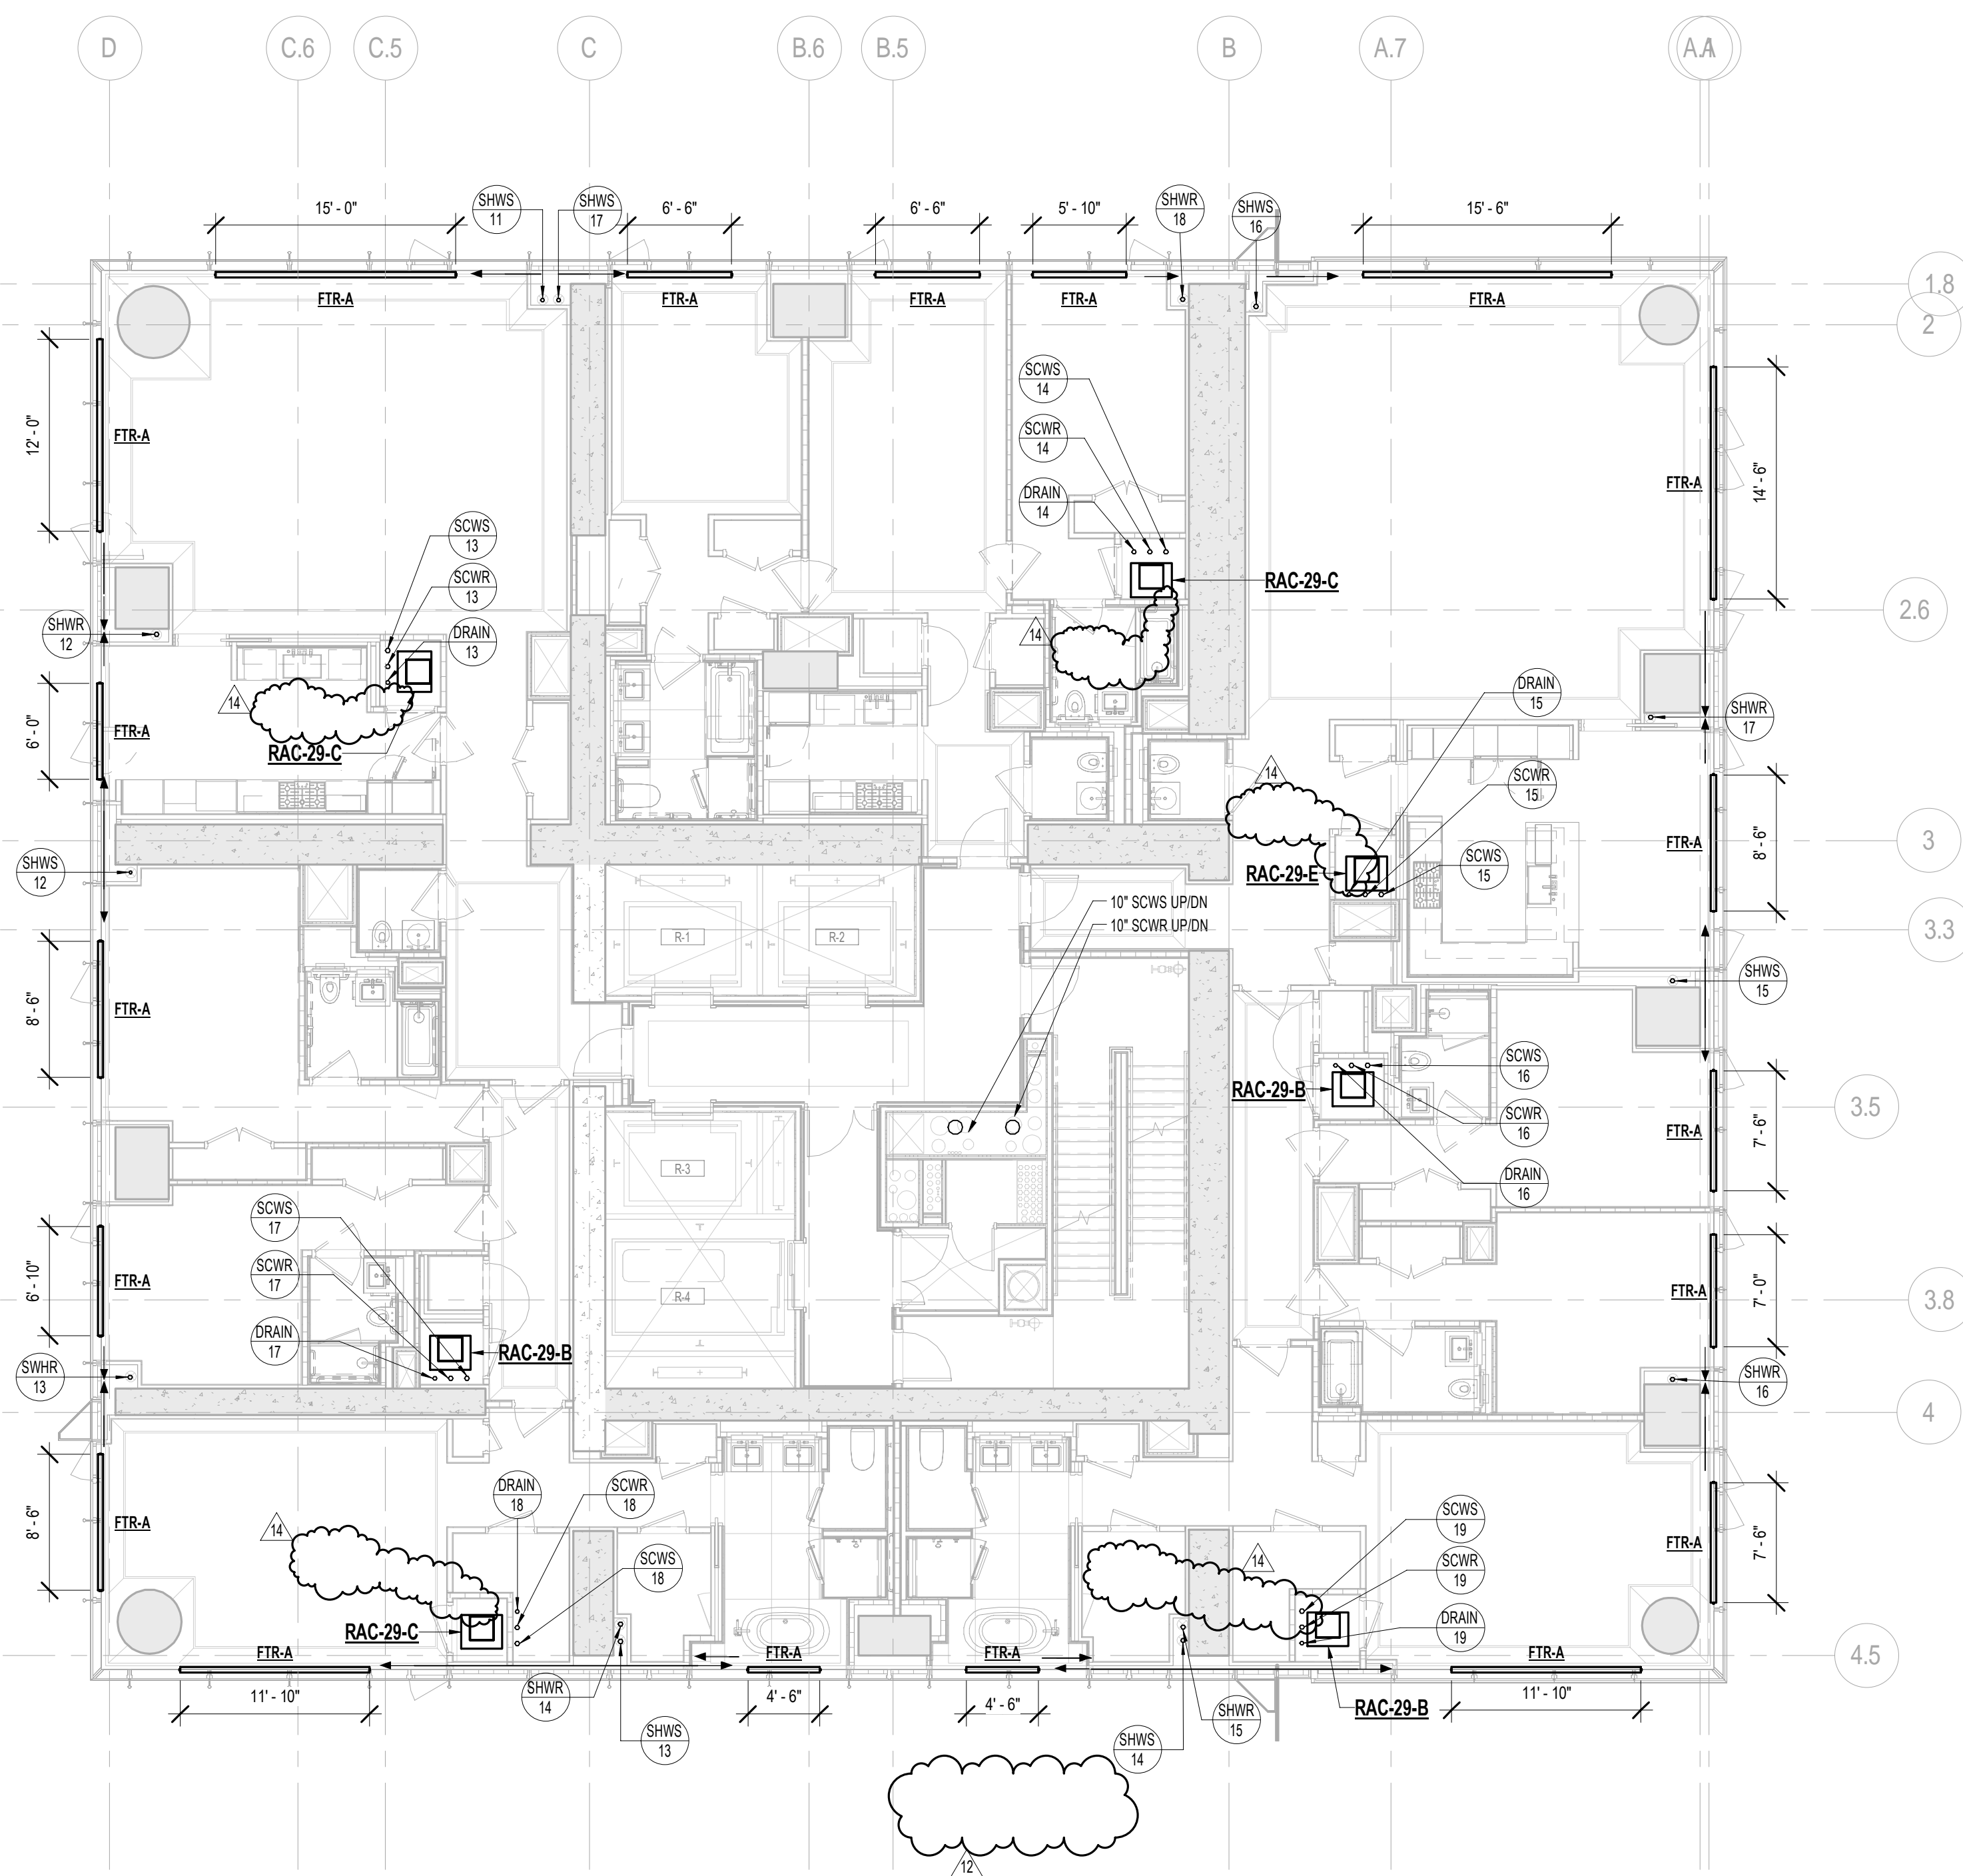 D
C.6
C.5
C
B.6
B.5
B
A.7
A.1
A
15' - 0"
SHWS
11
SHWS
17
6' - 6"
6' - 6"
5' - 10"
SHWR
18
SHWS
16
15' - 6"
FTR-A
FTR-A
FTR-A
FTR-A
FTR-A
1.8
2
12' - 0"
FTR-A
SCWS
14
SCWR
14
DRAIN
14
FTR-A
14' - 6"
SCWS
13
SCWR
13
DRAIN
13
SHWR
12
RAC-29-C
14
2.6
14
6' - 0"
FTR-A
RAC-29-C
DRAIN
15
SHWR
17
14
SCWR
15
SHWS
12
RAC-29-E
SCWS
15
FTR-A
8' - 6"
3
10" SCWS UP/DN
10" SCWR UP/DN
R-1
R-2
3.3
8' - 6"
FTR-A
SHWS
15
SCWS
16
RAC-29-B
SCWR
16
FTR-A
7' - 6"
3.5
R-3
DRAIN
16
SCWS
17
SCWR
17
DRAIN
17
6' - 10"
FTR-A
R-4
FTR-A
7' - 0"
3.8
SWHR
13
RAC-29-B
SHWR
16
4
8' - 6"
FTR-A
14
DRAIN
18
SCWR
18
SCWS
18
RAC-29-C
14
SCWS
19
SCWR
19
DRAIN
19
FTR-A
7' - 6"
FTR-A
FTR-A
FTR-A
FTR-A
4.5
11' - 10"
SHWR
14
SHWS
13
4' - 6"
4' - 6"
SHWS
14
SHWR
15
RAC-29-B
11' - 10"
12